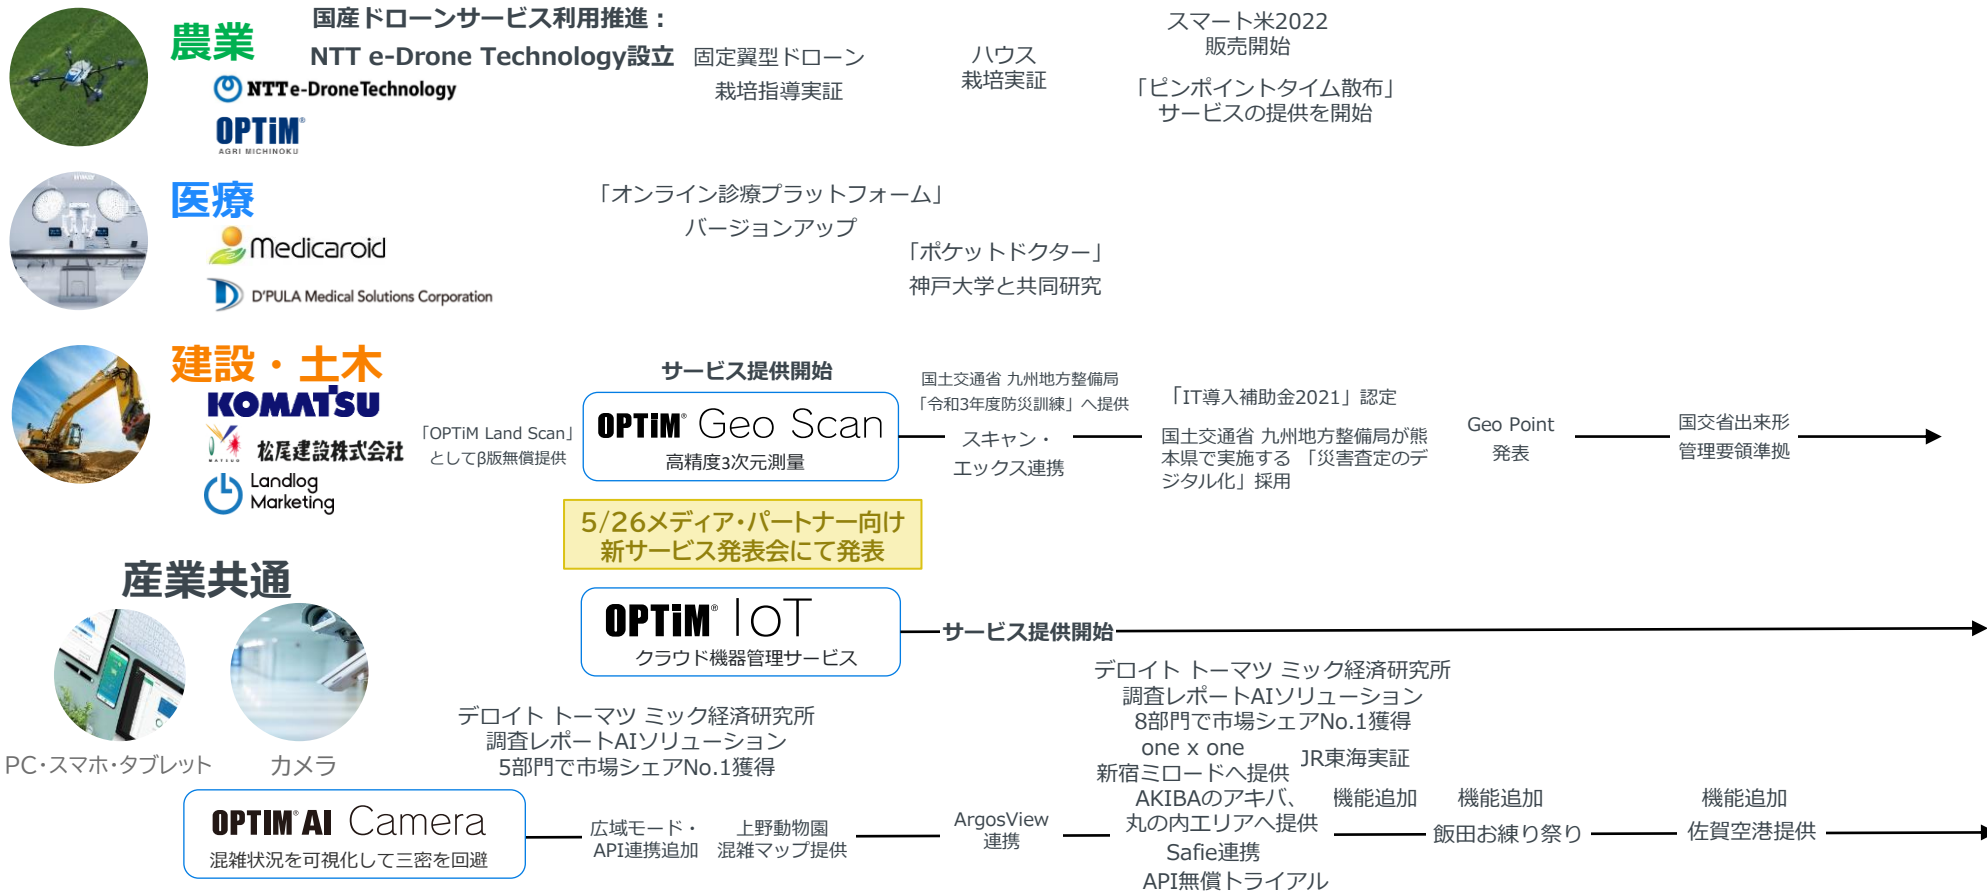 農業
国産ドローンサービス利用推進：
NTT e-Drone Technology設立
NTT e-Drone Technology
OPTiM®
AGRI MICHINOKU
固定翼型ドローン
栽培指導実証
ハウス
栽培実証
スマート米2022
販売開始
「ピンポイントタイム散布」
サービスの提供を開始
医療
Medicaroid
D'PULA Medical Solutions Corporation
「オンライン診療プラットフォーム」
バージョンアップ
「ポケットドクター」
神戸大学と共同研究
建設・土木
KOMATSU
MATSUO
松尾建設株式会社
Landlog
Marketing
「OPTiM Land Scan」
としてβ版無償提供
サービス提供開始
OPTiM® Geo Scan
高精度3次元測量
国土交通省 九州地方整備局
「令和3年度防災訓練」へ提供
スキャン・
エックス連携
「IT導入補助金2021」認定
国土交通省 九州地方整備局が熊
本県で実施する 「災害査定のデ
ジタル化」採用
Geo Point
発表
国交省出来形
管理要領準拠
5/26メディア・パートナー向け
新サービス発表会にて発表
産業共通
PC・スマホ・タブレット
カメラ
OPTiM® IoT
クラウド機器管理サービス
サービス提供開始
デロイト トーマツ ミック経済研究所
調査レポートAIソリューション
5部門で市場シェアNo.1獲得
デロイト トーマツ ミック経済研究所
調査レポートAIソリューション
8部門で市場シェアNo.1獲得
one x one
新宿ミロードへ提供
JR東海実証
OPTiM® AI Camera
混雑状況を可視化して三密を回避
広域モード・
API連携追加
上野動物園
混雑マップ提供
ArgosView
連携
AKIBAのアキバ、
丸の内エリアへ提供
Safie連携
API無償トライアル
機能追加
機能追加
飯田お練り祭り
機能追加
佐賀空港提供